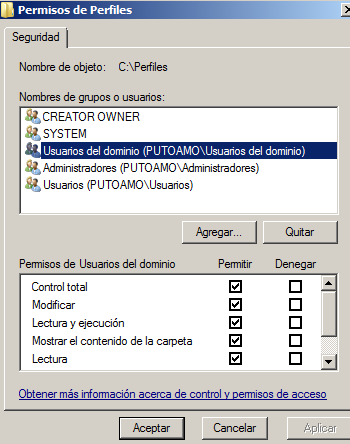 Permisos de Perfiles
Seguridad
Nombre de objeto: C:\Perfiles
Nombres de grupos o usuarios:
CREATOR OWNER
SYSTEM
Usuarios del dominio (PUTOAMO\Usuarios del dominio)
Administradores (PUTOAMO\Administradores)
Usuarios (PUTOAMO\Usuarios)
Agregar... Quitar
Permisos de Usuarios del dominio Permitir Denegar
Control total
Modificar
Lectura y ejecución
Mostrar el contenido de la carpeta
Lectura
Obtener más información acerca de control y permisos de acceso
Aceptar Cancelar Aplicar